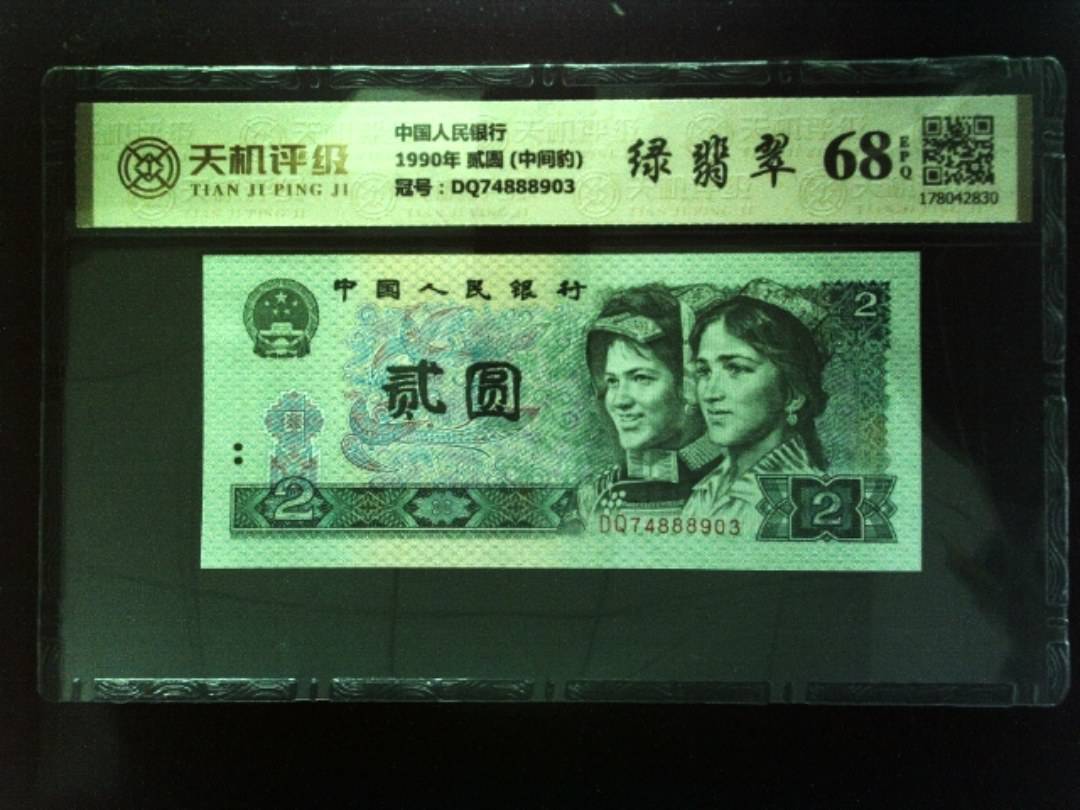 天机评级
TIAN JI PING JI
中国人民银行
1990年 贰圆 (中间豹)
冠号：DQ74888903
绿翡翠
68
EPQ
178042830
中国人民银行
2
贰圆
2
DQ74888903
2